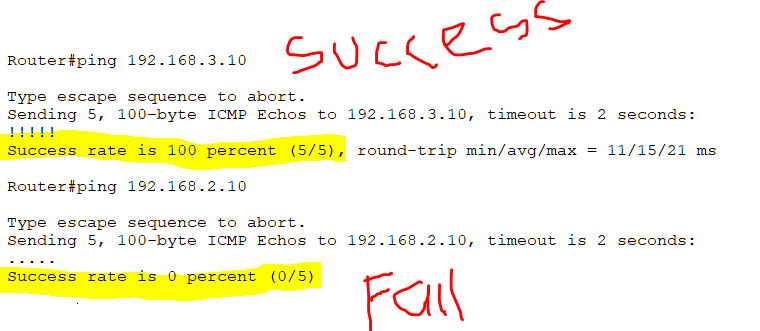 success
Router#ping 192.168.3.10
Type escape sequence to abort.
Sending 5, 100-byte ICMP Echos to 192.168.3.10, timeout is 2 seconds:
!!!!!
Success rate is 100 percent (5/5), round-trip min/avg/max = 11/15/21 ms
Router#ping 192.168.2.10
Type escape sequence to abort.
Sending 5, 100-byte ICMP Echos to 192.168.2.10, timeout is 2 seconds:
.....
Success rate is 0 percent (0/5)
Fail